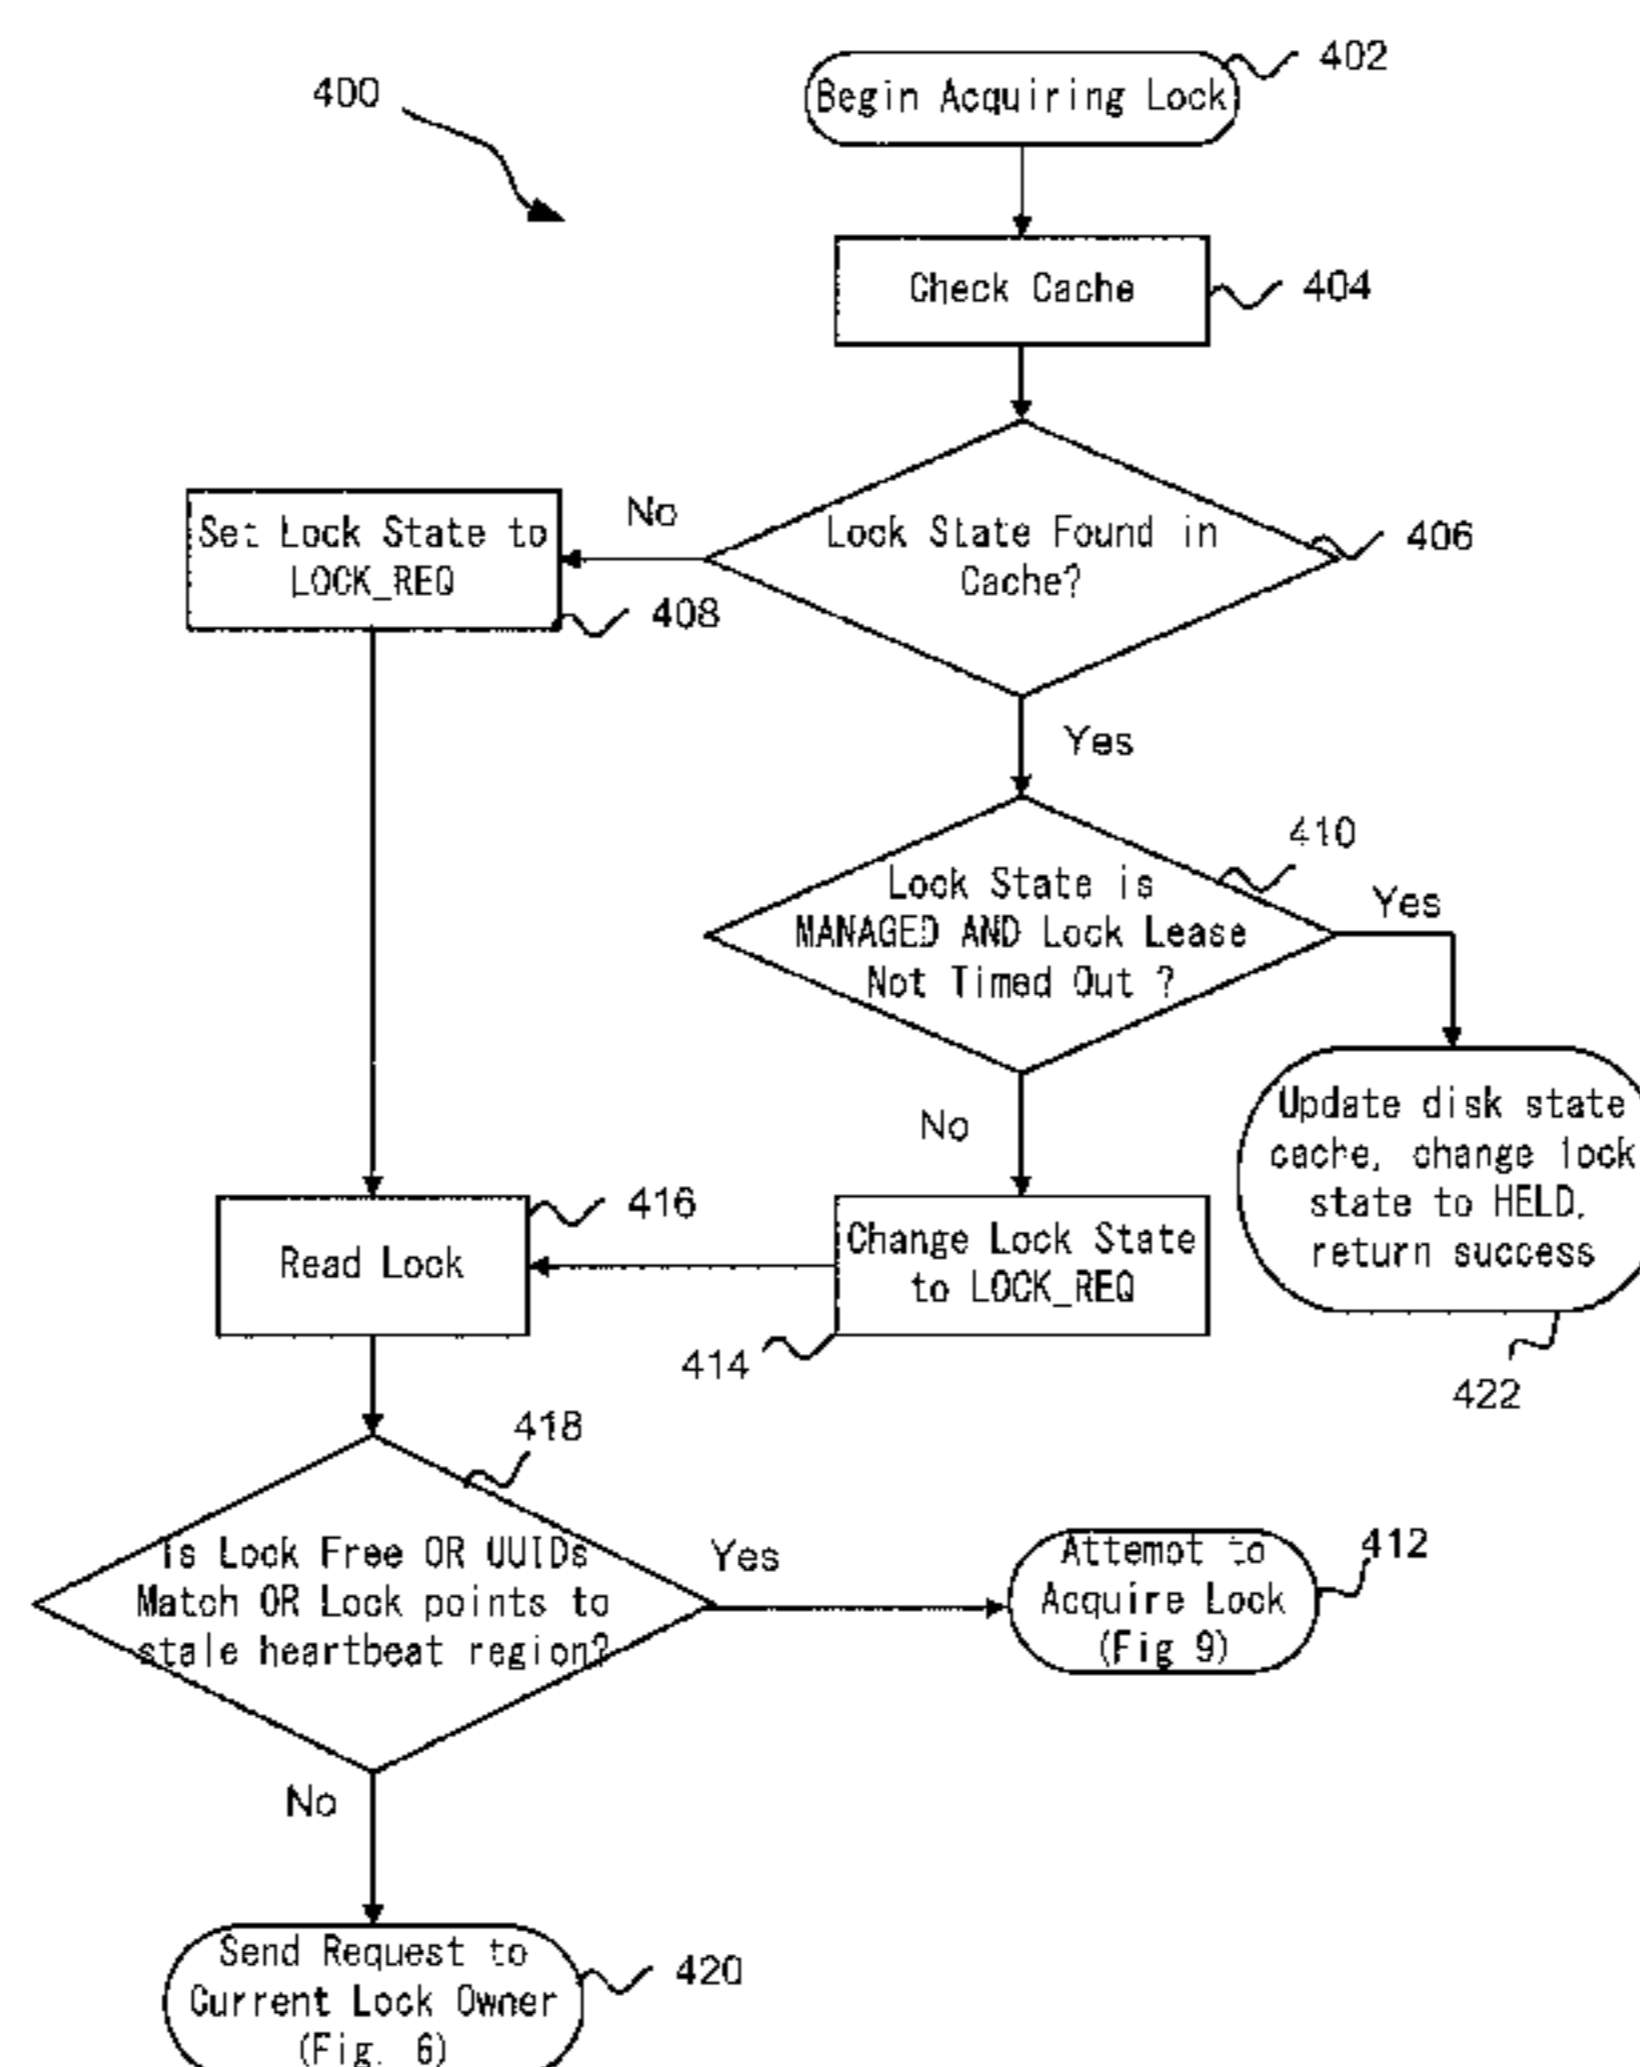 400
402
Begin Acquiring Lock
Check Cache
404
Set Lock State to
LOCK_REQ
408
No
Lock State Found in
Cache?
406
Yes
410
Lock State is
MANAGED AND Lock Lease
Not Timed Out ?
Yes
No
Update disk state
cache, change lock
state to HELD,
return success
422
416
Read Lock
Change Lock State
to LOCK_REQ
414
418
Is Lock Free OR UUIDs
Match OR Lock points to
stale heartbeat region?
Yes
Attempt to
Acquire Lock
(Fig 9)
412
No
Send Request to
Current Lock Owner
(Fig. 6)
420